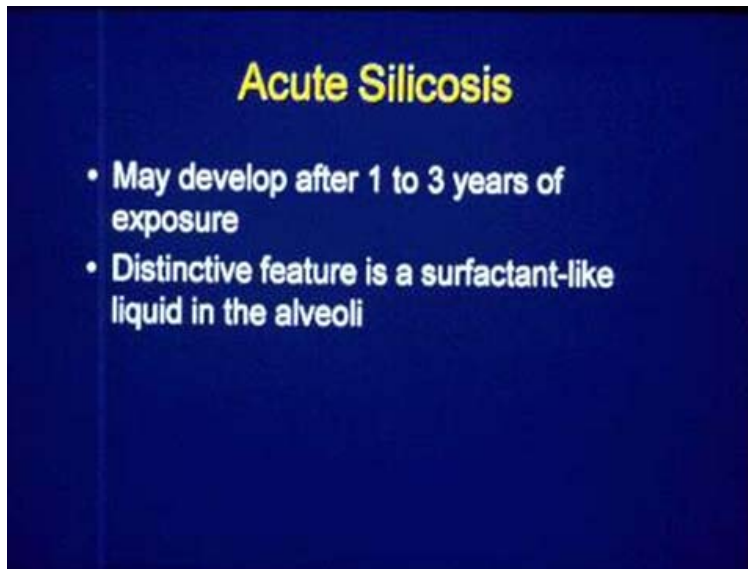 Acute Silicosis
• May develop after 1 to 3 years of
exposure
• Distinctive feature is a surfactant-like
liquid in the alveoli